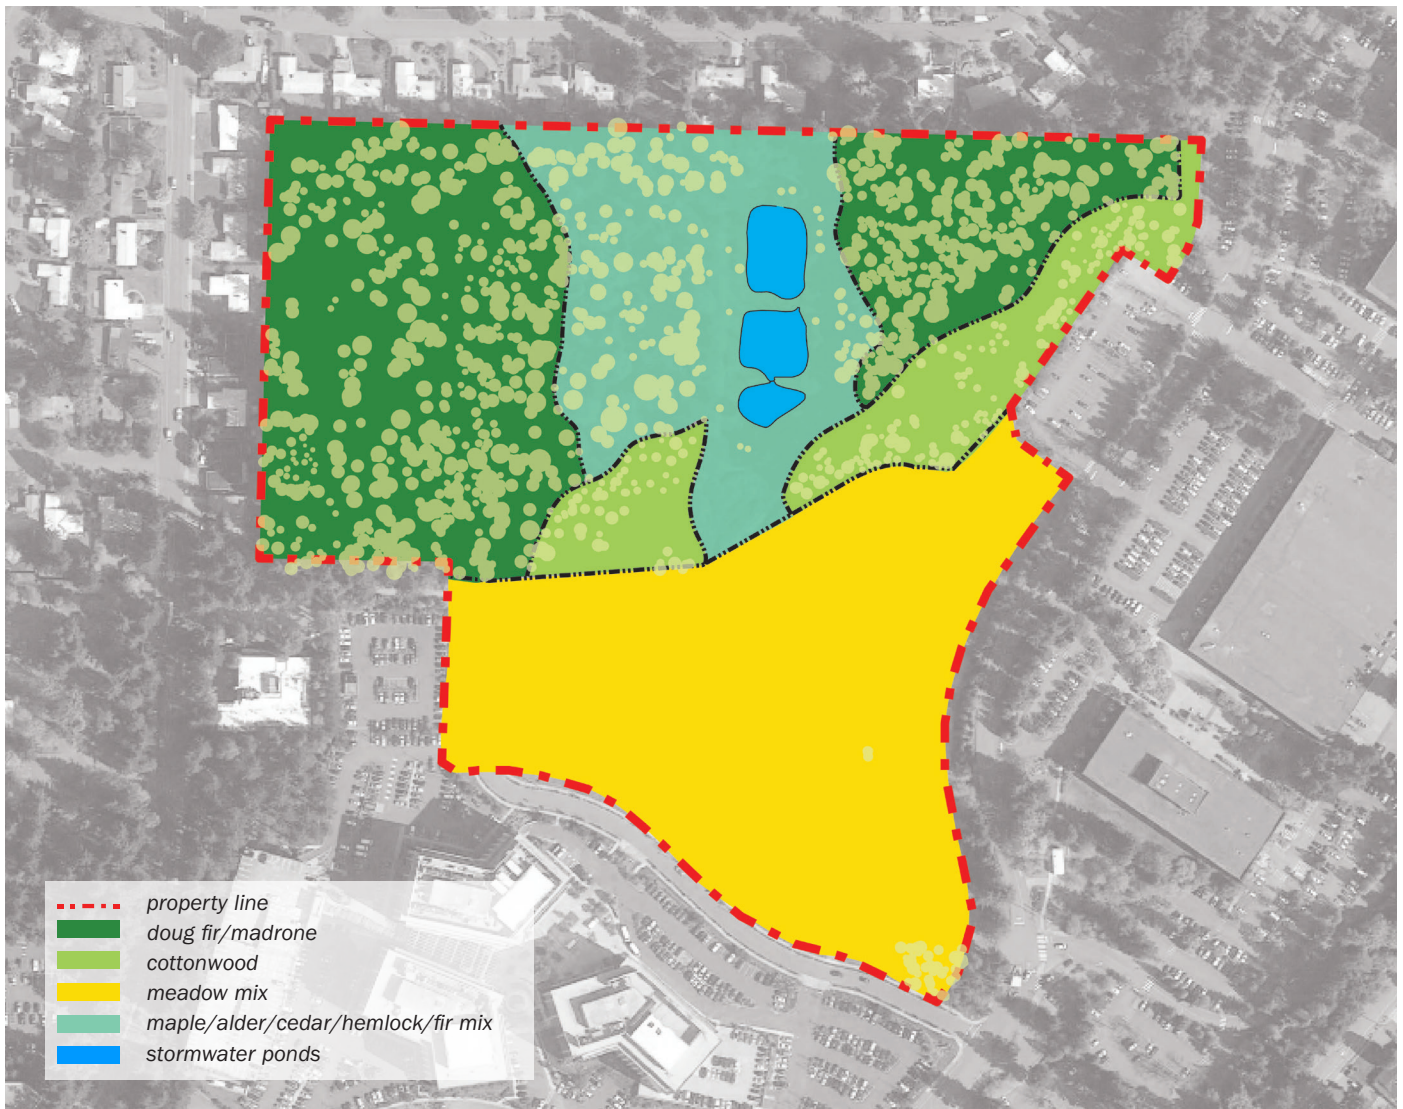 property line
doug fir/madrone
cottonwood
meadow mix
maple/alder/cedar/hemlock/fir mix
stormwater ponds